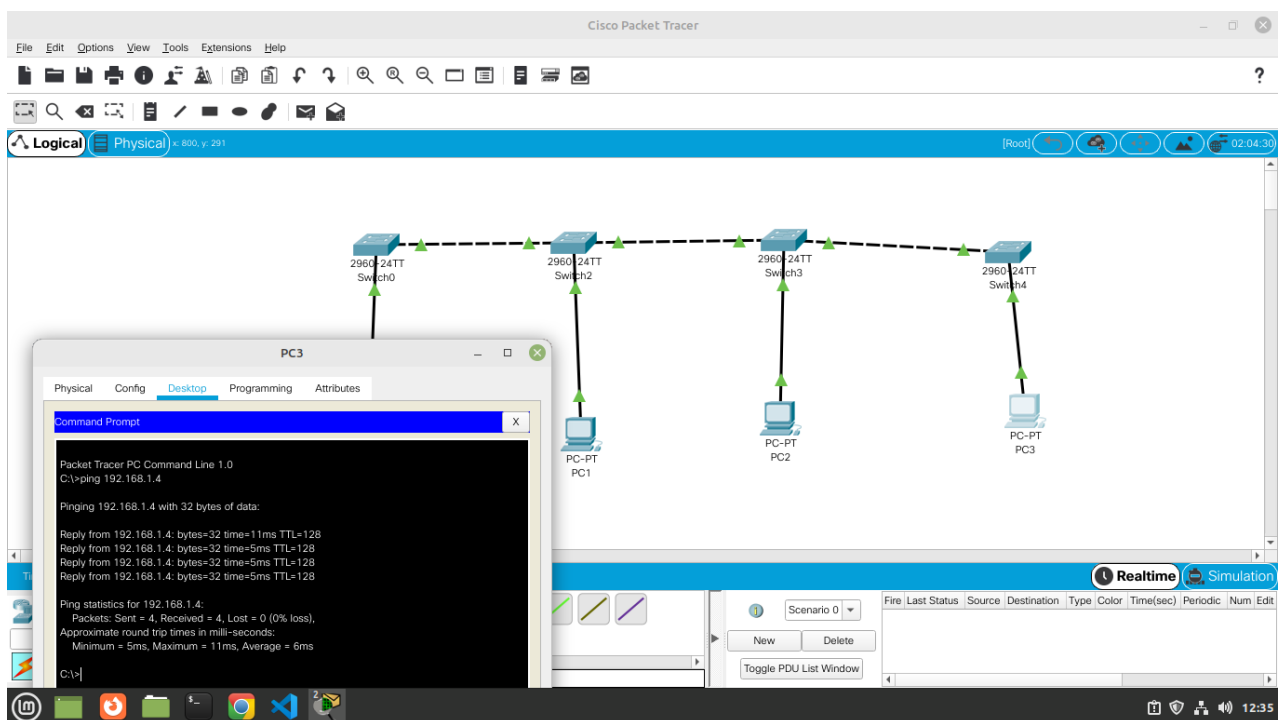 Cisco Packet Tracer
File Edit Options View Tools Extensions Help
?
Logical Physical x: 800, y: 291 [Root] 02:04:30
2960-24TT
Switch0
2960-24TT
Switch2
2960-24TT
Switch3
2960-24TT
Switch4
PC-PT
PC1
PC-PT
PC2
PC-PT
PC3
PC3
Physical Config Desktop Programming Attributes
Command Prompt X
Packet Tracer PC Command Line 1.0
C:\>ping 192.168.1.4
Pinging 192.168.1.4 with 32 bytes of data:
Reply from 192.168.1.4: bytes=32 time=11ms TTL=128
Reply from 192.168.1.4: bytes=32 time=5ms TTL=128
Reply from 192.168.1.4: bytes=32 time=5ms TTL=128
Reply from 192.168.1.4: bytes=32 time=5ms TTL=128
Ping statistics for 192.168.1.4:
Packets: Sent = 4, Received = 4, Lost = 0 (0% loss),
Approximate round trip times in milli-seconds:
Minimum = 5ms, Maximum = 11ms, Average = 6ms
C:\>
Realtime Simulation
Scenario 0
New Delete
Toggle PDU List Window
Fire Last Status Source Destination Type Color Time(sec) Periodic Num Edit
2
12:35